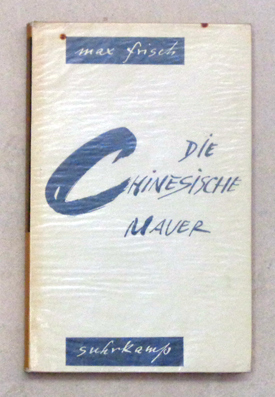 max frisch
DIE
CHINESISCHE
MAUER
suhrkamp